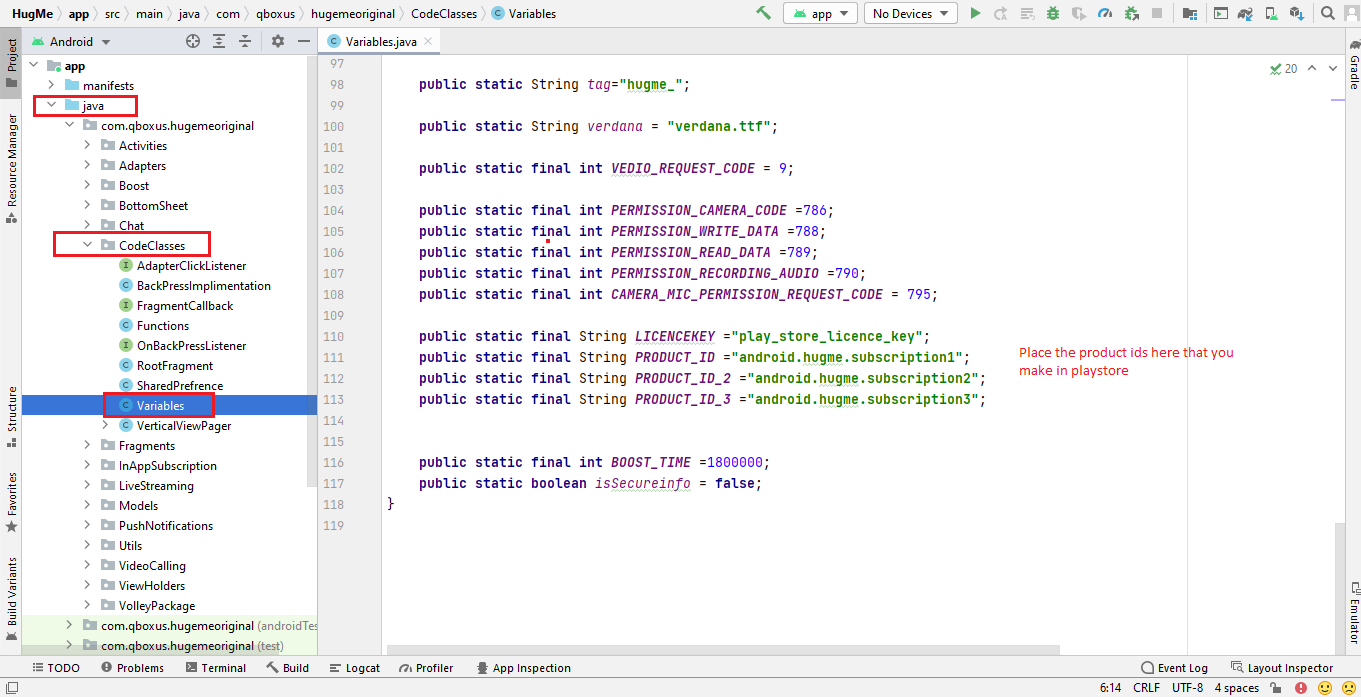 HugMe app src main java com qboxus hugemeoriginal CodeClasses Variables
app No Devices
Android Variables.java
Project
Resource Manager
Structure
Favorites
Build Variants
app
manifests
java
com.qboxus.hugemeoriginal
Activities
Adapters
Boost
BottomSheet
Chat
CodeClasses
AdapterClickListener
BackPressImplimentation
FragmentCallback
Functions
OnBackPressListener
RootFragment
SharedPrefrence
Variables
VerticalViewPager
Fragments
InAppSubscription
LiveStreaming
Models
PushNotifications
Utils
VideoCalling
ViewHolders
VolleyPackage
com.qboxus.hugemeoriginal (androidTes
com.qboxus.hugemeoriginal (test)
97
98 public static String tag="hugme_";
99
100 public static String verdana = "verdana.ttf";
101
102 public static final int VEDIO_REQUEST_CODE = 9;
103
104 public static final int PERMISSION_CAMERA_CODE =786;
105 public static final int PERMISSION_WRITE_DATA =788;
106 public static final int PERMISSION_READ_DATA =789;
107 public static final int PERMISSION_RECORDING_AUDIO =790;
108 public static final int CAMERA_MIC_PERMISSION_REQUEST_CODE = 795;
109
110 public static final String LICENCEKEY ="play_store_licence_key";
111 public static final String PRODUCT_ID ="android.hugme.subscription1";
112 public static final String PRODUCT_ID_2 ="android.hugme.subscription2";
113 public static final String PRODUCT_ID_3 ="android.hugme.subscription3";
114
115
116 public static final int BOOST_TIME =1800000;
117 public static boolean isSecureinfo = false;
118 }
119
20
Place the product ids here that you
make in playstore
Gradle
Emulator
TODO Problems Terminal Build Logcat Profiler App Inspection Event Log Layout Inspector
6:14 CRLF UTF-8 4 spaces